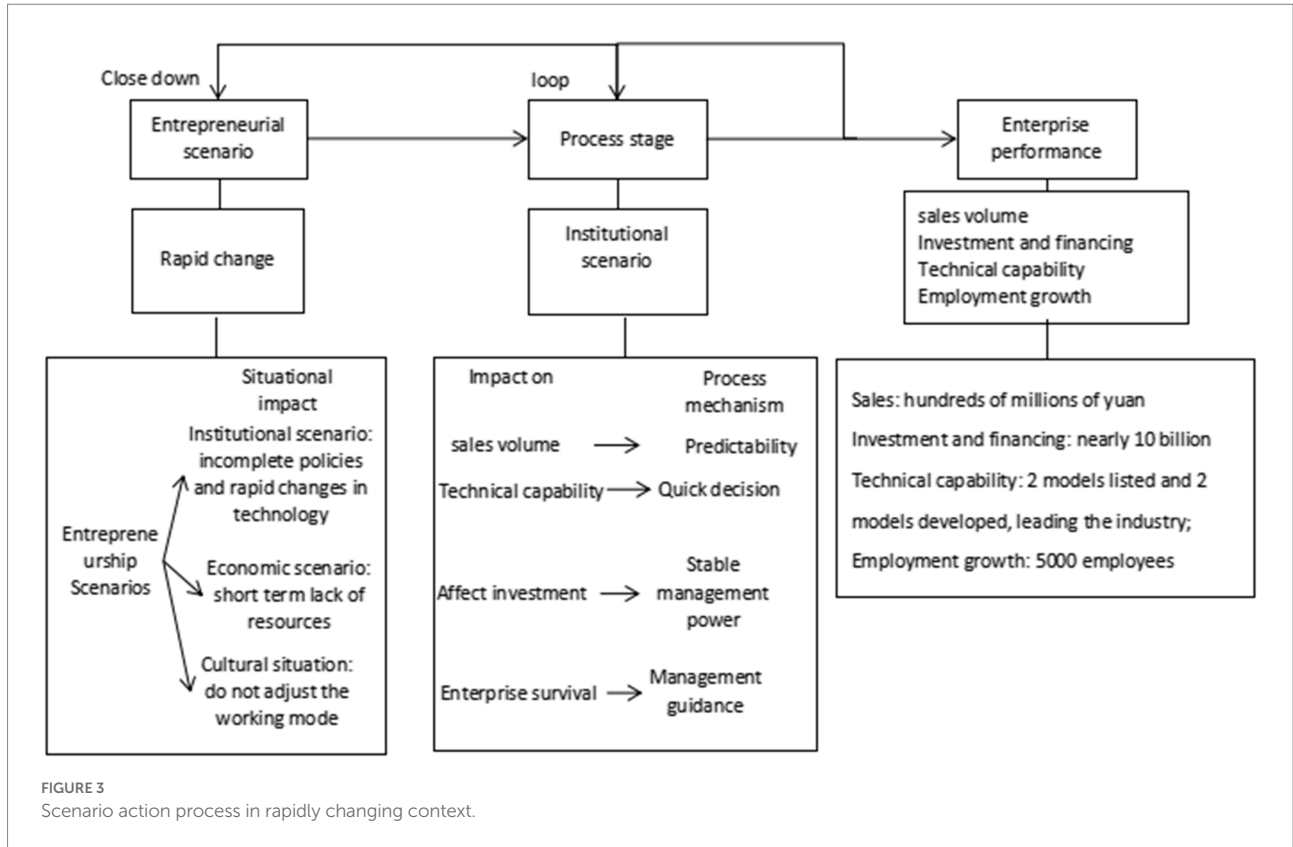 Close down
loop
Entrepreneurial
scenario
Process stage
Enterprise
performance
Rapid change
Institutional
scenario
sales volume
Investment and financing
Technical capability
Employment growth
Situational
impact
Institutional scenario:
incomplete policies
and rapid changes in
technology
Entreprene
urship
Scenarios
Economic scenario:
short term lack of
resources
Cultural situation:
do not adjust the
working mode
Impact on
Process
mechanism
sales volume
Predictability
Technical capability
Quick decision
Affect investment
Stable
management
power
Enterprise survival
Management
guidance
Sales: hundreds of millions of yuan
Investment and financing: nearly 10 billion
Technical capability: 2 models listed and 2
models developed, leading the industry;
Employment growth: 5000 employees
FIGURE 3
Scenario action process in rapidly changing context.